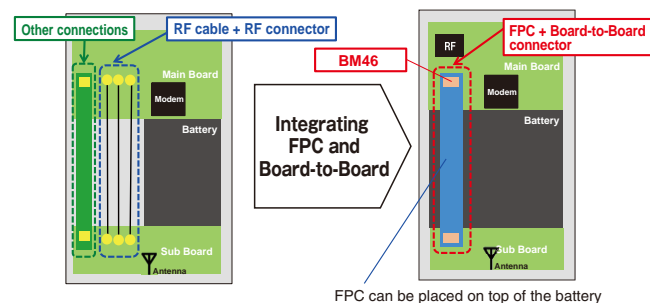 Other connections
RF cable + RF connector
Main Board
Modem
Battery
Sub Board
Antenna
Integrating
FPC and
Board-to-Board
FPC + Board-to-Board
connector
BM46
RF
Main Board
Modem
Battery
Sub Board
Antenna
FPC can be placed on top of the battery